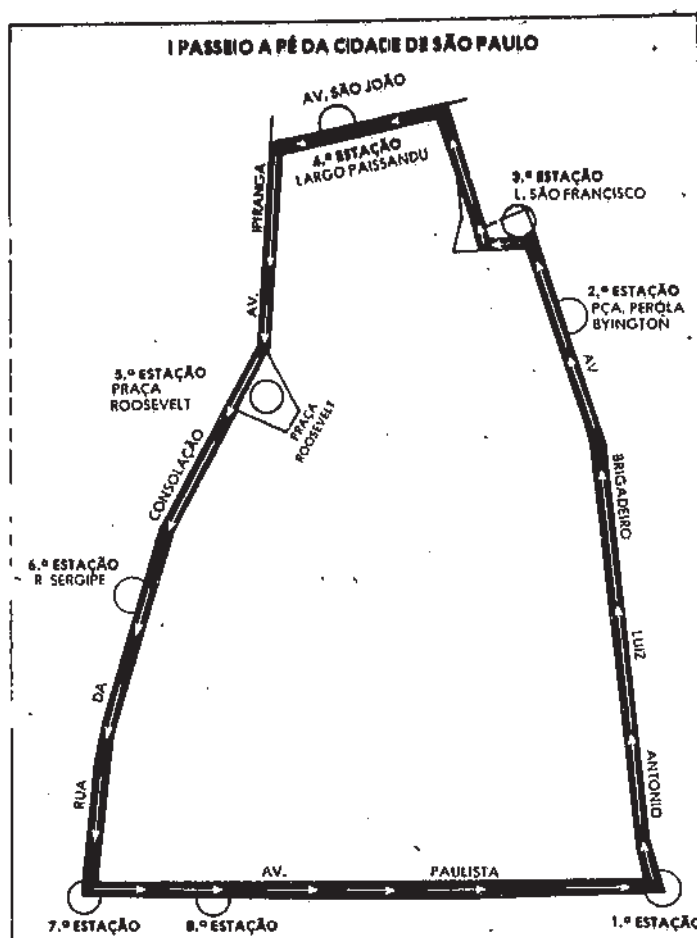 I PASSEIO A PÉ DA CIDADE DE SÃO PAULO
AV. SÃO JOÃO
4.ª ESTAÇÃO
LARGO PAISSANDU
3.ª ESTAÇÃO
L. SÃO FRANCISCO
IPIRANGA
AV.
2.ª ESTAÇÃO
PÇA. PEROLA
BYINGTON
5.ª ESTAÇÃO
PRAÇA
ROOSEVELT
PRAÇA
ROOSEVELT
AV
BRIGADEIRO
LUIZ
ANTONIO
CONSOLAÇÃO
DA
RUA
6.ª ESTAÇÃO
R SERGIPE
AV. PAULISTA
7.ª ESTAÇÃO
8.ª ESTAÇÃO
1.ª ESTAÇÃO